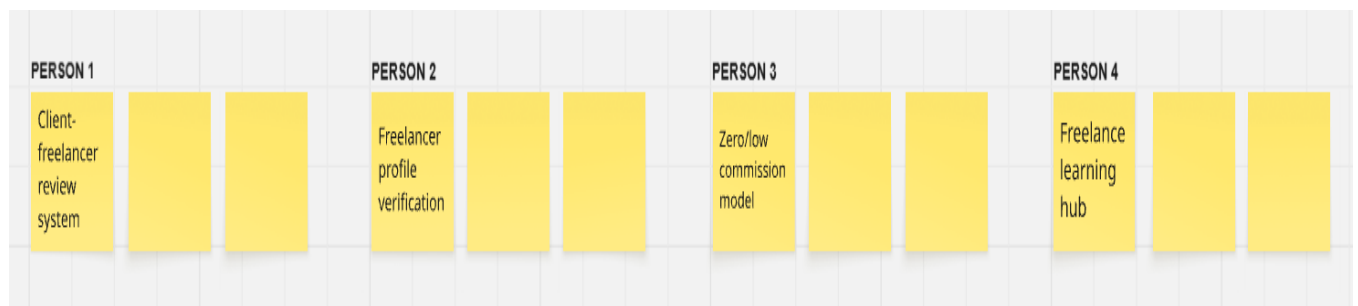 PERSON 1
Client-
freelancer
review
system
PERSON 2
Freelancer
profile
verification
PERSON 3
Zero/low
commission
model
PERSON 4
Freelance
learning
hub